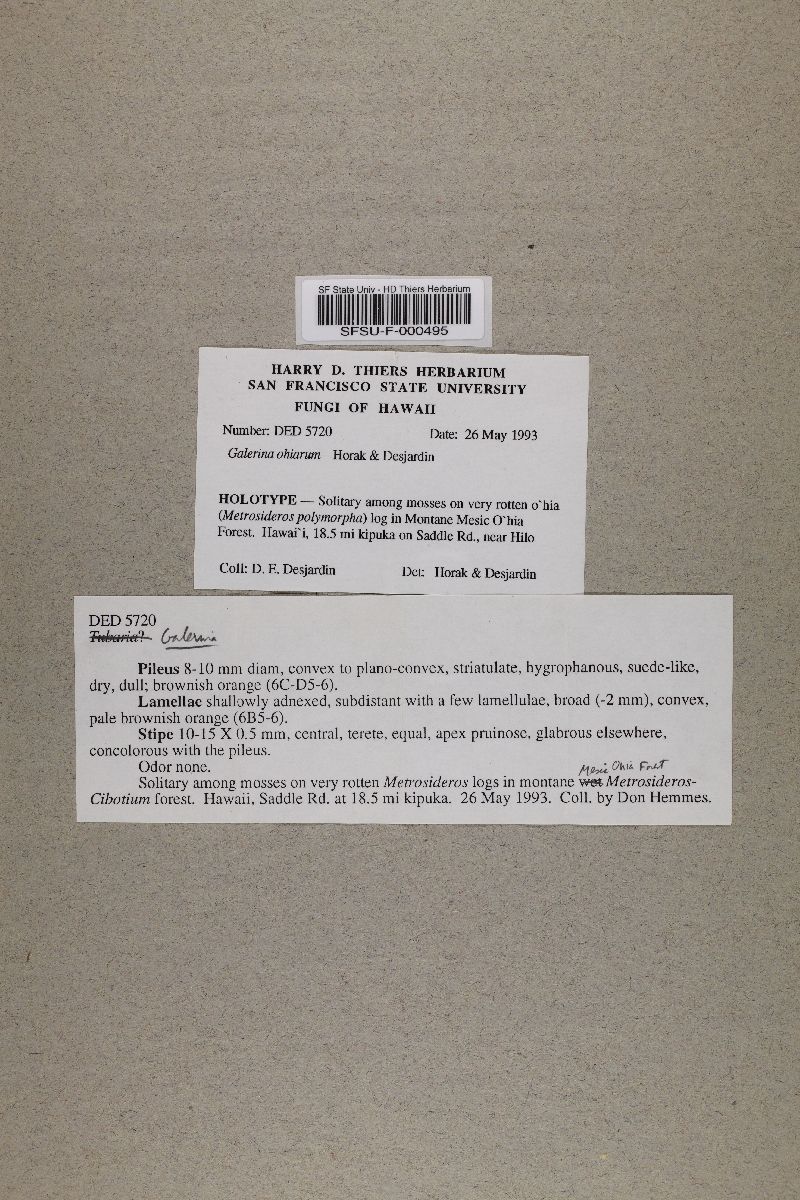 SF State Univ - HD Thiers Herbarium
SFSU-F-000495
HARRY D. THIERS HERBARIUM
SAN FRANCISCO STATE UNIVERSITY
FUNGI OF HAWAII
Number: DED 5720 Date: 26 May 1993
Galerina ohiarum Horak & Desjardin
HOLOTYPE — Solitary among mosses on very rotten o`hia
(Metrosideros polymorpha) log in Montane Mesic O`hia
Forest. Hawai`i, 18.5 mi kipuka on Saddle Rd., near Hilo
Coll: D. E. Desjardin Det: Horak & Desjardin
DED 5720
Tubaria? Galerina
Pileus 8-10 mm diam, convex to plano-convex, striatulate, hygrophanous, suede-like,
dry, dull; brownish orange (6C-D5-6).
Lamellae shallowly adnexed, subdistant with a few lamellulae, broad (-2 mm), convex,
pale brownish orange (6B5-6).
Stipe 10-15 X 0.5 mm, central, terete, equal, apex pruinose, glabrous elsewhere,
concolorous with the pileus.
Odor none.
Mesic Ohia Forest
Solitary among mosses on very rotten Metrosideros logs in montane wet Metrosideros-
Cibotium forest. Hawaii, Saddle Rd. at 18.5 mi kipuka. 26 May 1993. Coll. by Don Hemmes.